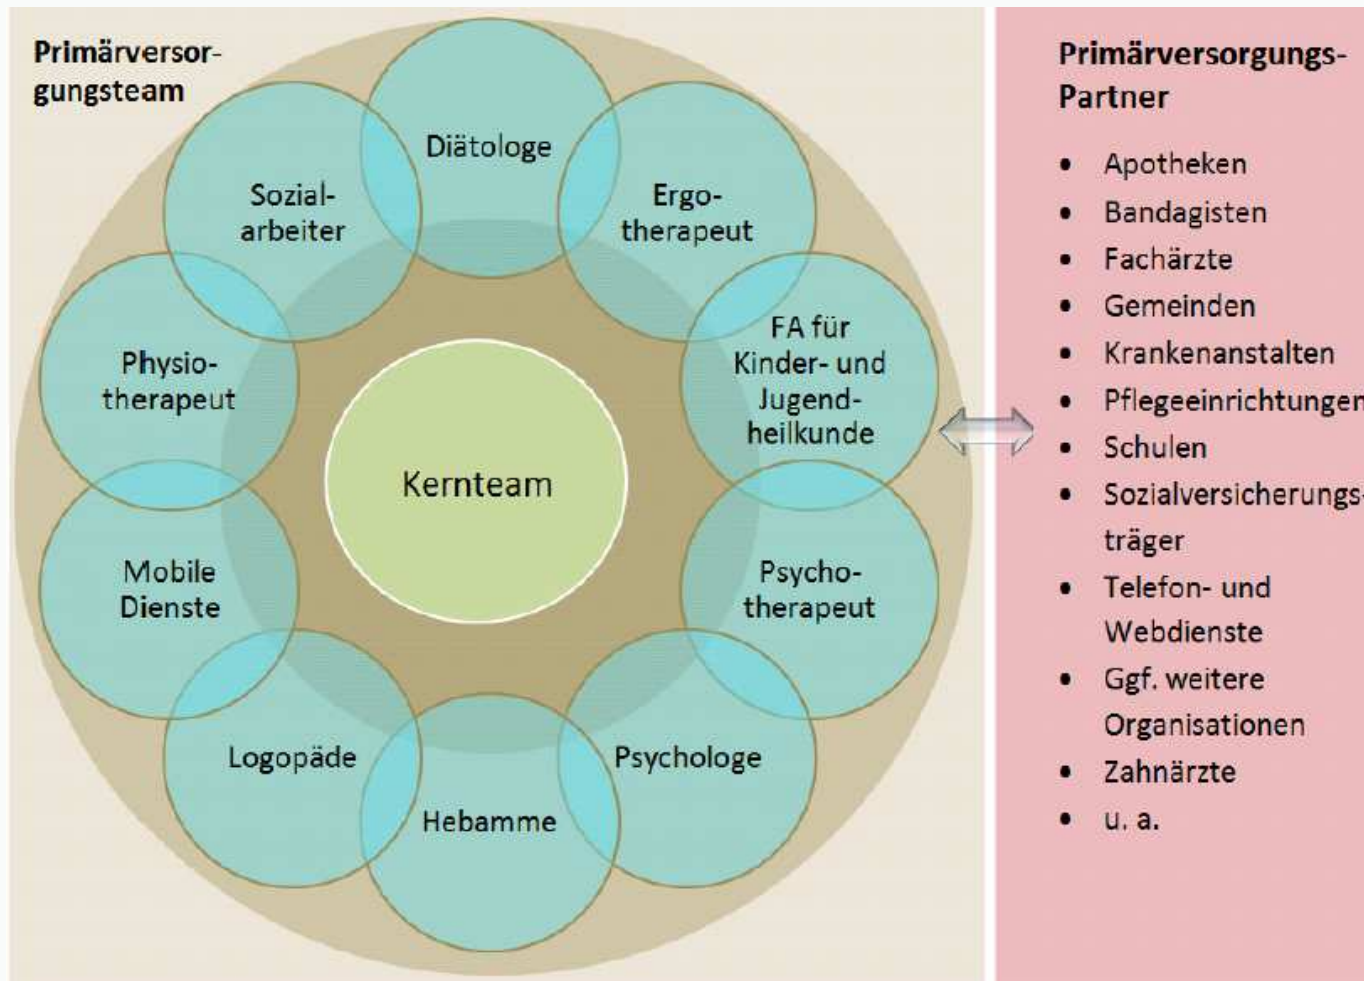 Primärversor-
gungsteam
Diätologe
Sozial-
arbeiter
Ergo-
therapeut
Physio-
therapeut
FA für
Kinder- und
Jugend-
heilkunde
Kernteam
Mobile
Dienste
Psycho-
therapeut
Logopäde
Psychologe
Hebamme
Primärversorgungs-
Partner
• Apotheken
• Bandagisten
• Fachärzte
• Gemeinden
• Krankenanstalten
• Pflegeeinrichtungen
• Schulen
• Sozialversicherungs-
träger
• Telefon- und
Webdienste
• Ggf. weitere
Organisationen
• Zahnärzte
• u. a.